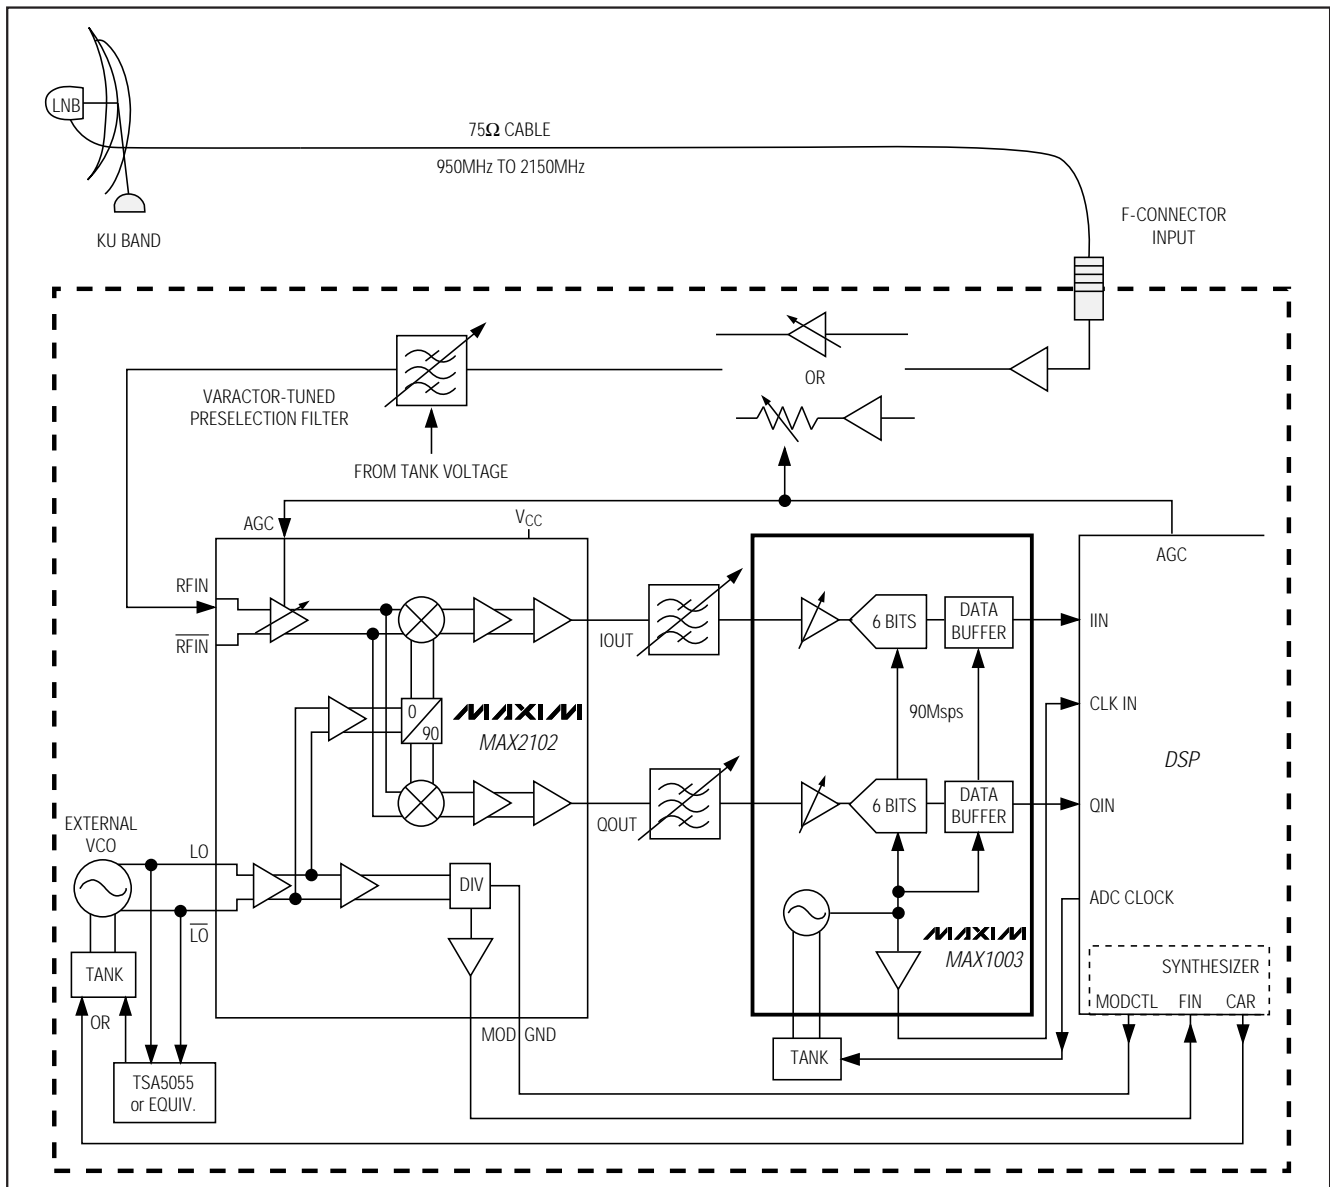 LNB
75Ω CABLE
950MHz TO 2150MHz
KU BAND
F-CONNECTOR
INPUT
OR
VARACTOR-TUNED
PRESELECTION FILTER
FROM TANK VOLTAGE
AGC
VCC
AGC
RFIN
RFIN
IOUT
6 BITS
DATA
BUFFER
IIN
0
90
MAXIM
MAX2102
90Msps
CLK IN
DSP
QOUT
6 BITS
DATA
BUFFER
QIN
EXTERNAL
VCO
LO
LO
DIV
ADC CLOCK
MAXIM
MAX1003
TANK
OR
SYNTHESIZER
MODCTL FIN CAR
MOD GND
TANK
TSA5055
or EQUIV.